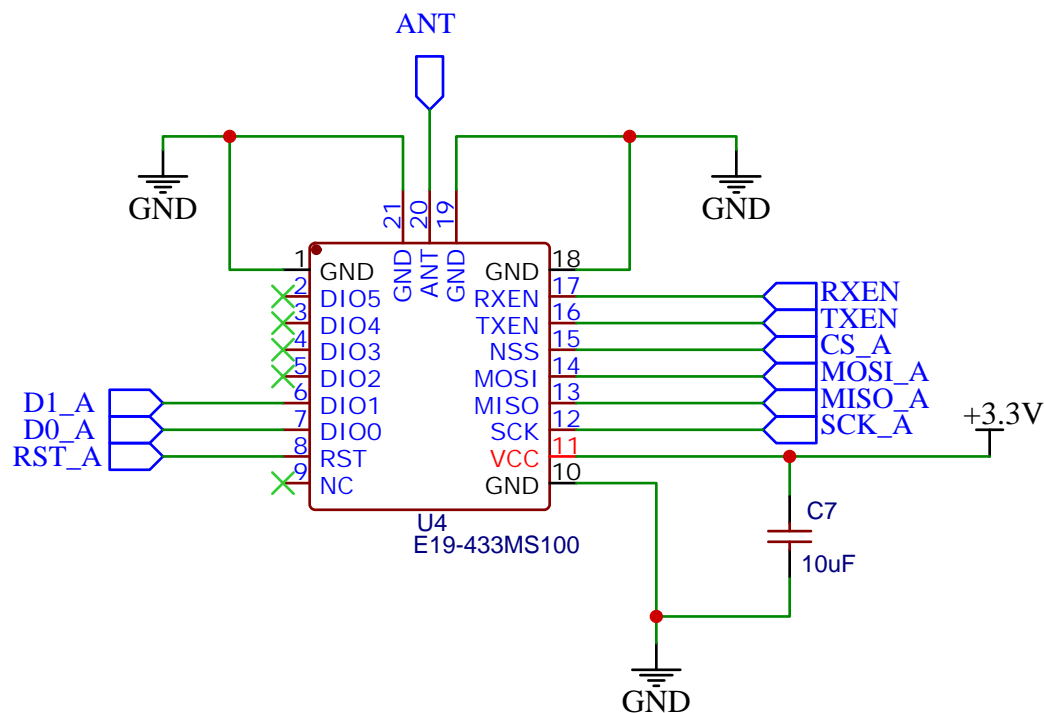 ANT
GND
GND
21
20
19
GND
ANT
GND
1
GND
GND
18
2
DIO5
RXEN
17
RXEN
3
DIO4
TXEN
16
TXEN
4
DIO3
NSS
15
CS_A
5
DIO2
MOSI
14
MOSI_A
D1_A
6
DIO1
MISO
13
MISO_A
D0_A
7
DIO0
SCK
12
SCK_A
+3.3V
RST_A
8
RST
VCC
11
9
NC
GND
10
U4
E19-433MS100
C7
10uF
GND